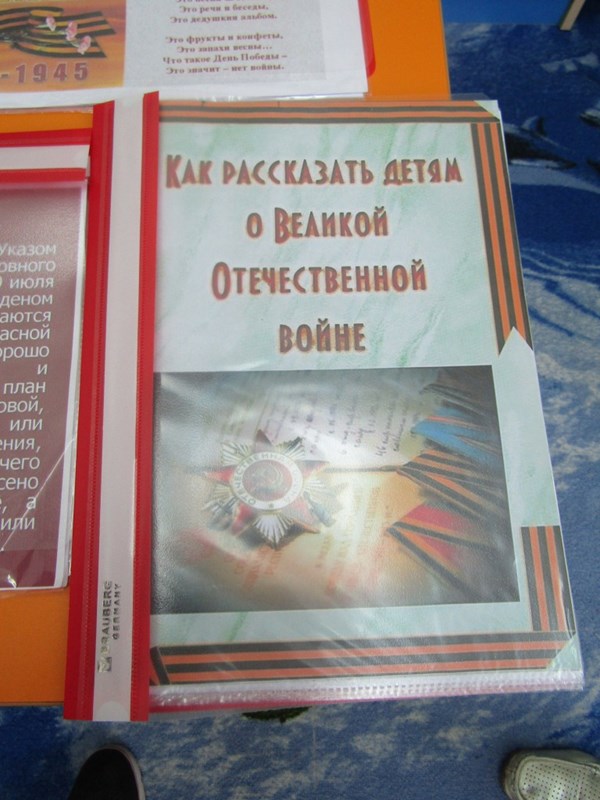 Это речи и беседы,
Это дедушкин альбом.
Это фрукты и конфеты,
Это запахи весны...
Что такое День Победы –
Это значит – нет войны.
-1945
КАК РАССКАЗАТЬ ДЕТЯМ
О ВЕЛИКОЙ
ОТЕЧЕСТВЕННОЙ
ВОЙНЕ
Указом
июля
деном
аются
асной
орошо
и
план
овой,
или
ения,
чего
сено
е, а
или
BRAUBERG
GERMANY